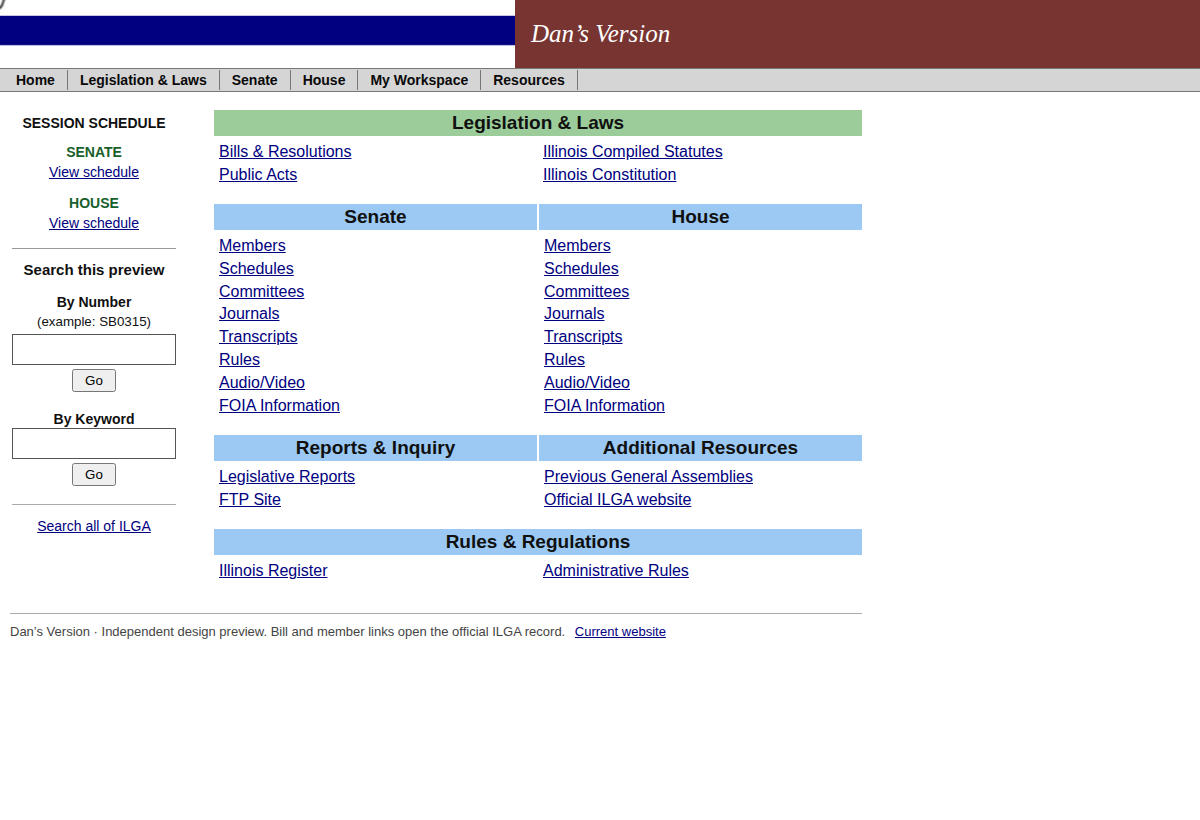 Dan’s Version
Home Legislation & Laws Senate House My Workspace Resources
SESSION SCHEDULE
SENATE
View schedule
HOUSE
View schedule
Search this preview
By Number
(example: SB0315)
Go
By Keyword
Go
Search all of ILGA
Legislation & Laws
Bills & Resolutions Illinois Compiled Statutes
Public Acts Illinois Constitution
Senate House
Members Members
Schedules Schedules
Committees Committees
Journals Journals
Transcripts Transcripts
Rules Rules
Audio/Video Audio/Video
FOIA Information FOIA Information
Reports & Inquiry Additional Resources
Legislative Reports Previous General Assemblies
FTP Site Official ILGA website
Rules & Regulations
Illinois Register Administrative Rules
Dan’s Version · Independent design preview. Bill and member links open the official ILGA record. Current website